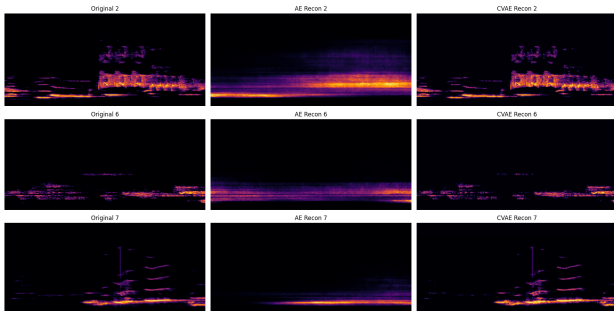 Original 2
AE Recon 2
CVAE Recon 2
Original 6
AE Recon 6
CVAE Recon 6
Original 7
AE Recon 7
CVAE Recon 7